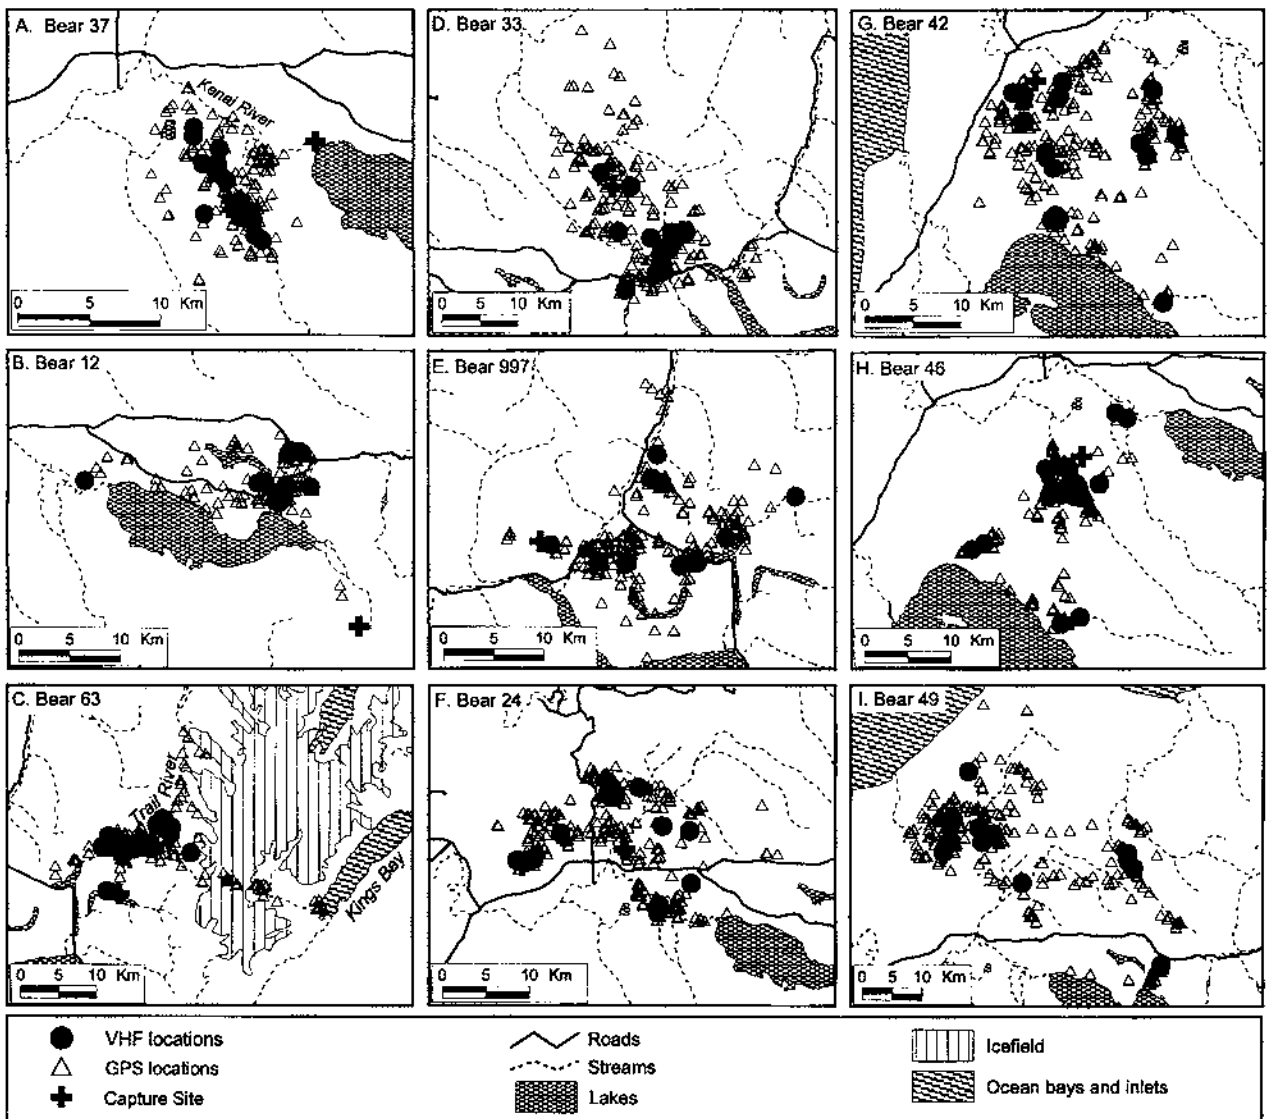 A. Bear 37
Kenai River
0 5 10 Km
D. Bear 33
0 5 10 Km
G. Bear 42
0 5 10 Km
B. Bear 12
0 5 10 Km
E. Bear 997
0 5 10 Km
H. Bear 46
0 5 10 Km
C. Bear 63
Trail River
Kings Bay
0 5 10 Km
F. Bear 24
0 5 10 Km
I. Bear 49
0 5 10 Km
VHF locations
GPS locations
Capture Site
Roads
Streams
Lakes
Icefield
Ocean bays and inlets